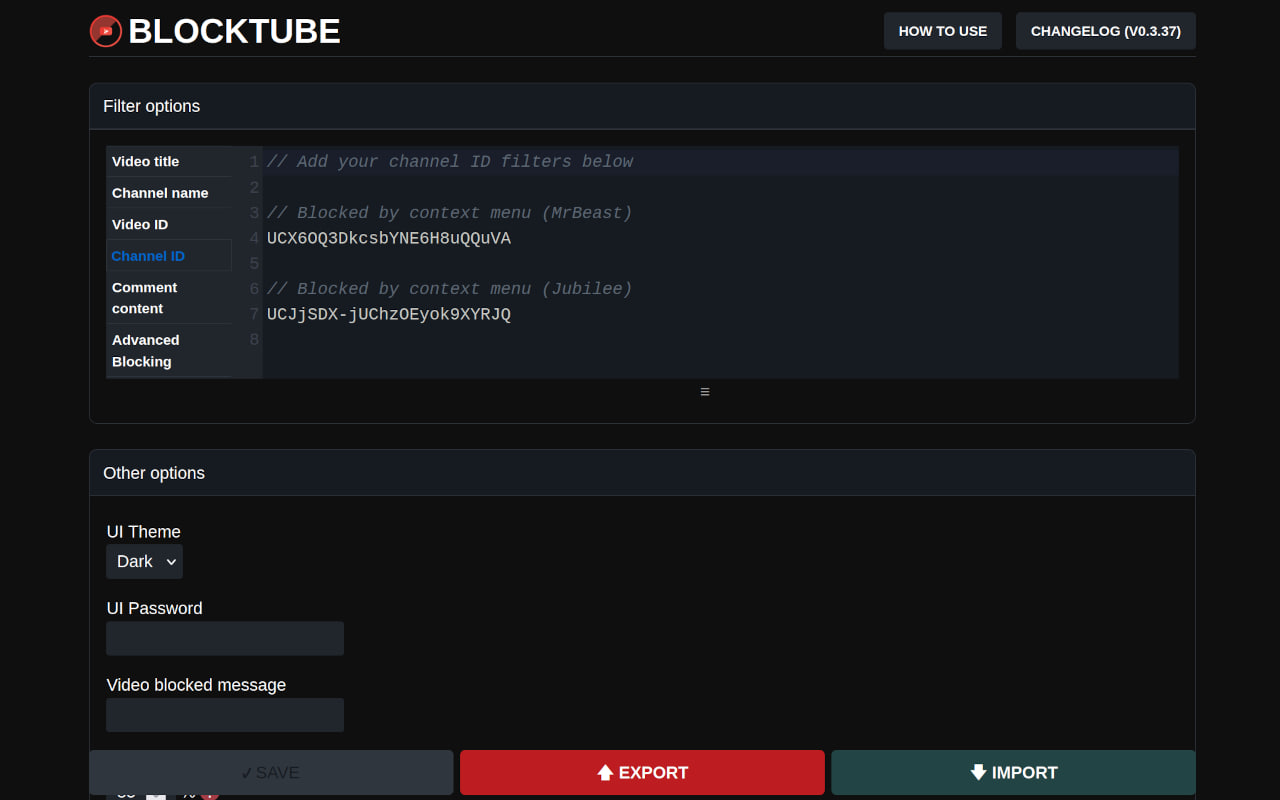 BLOCKTUBE
HOW TO USE
CHANGELOG (V0.3.37)
Filter options
Video title
Channel name
Video ID
Channel ID
Comment
content
Advanced
Blocking
1 // Add your channel ID filters below
2
3 // Blocked by context menu (MrBeast)
4 UCX6OQ3DkcsbYNE6H8uQQuVA
5
6 // Blocked by context menu (Jubilee)
7 UCJjSDX-jUChzOEyok9XYRJQ
8
≡
Other options
UI Theme
Dark
UI Password
Video blocked message
✓SAVE
EXPORT
IMPORT